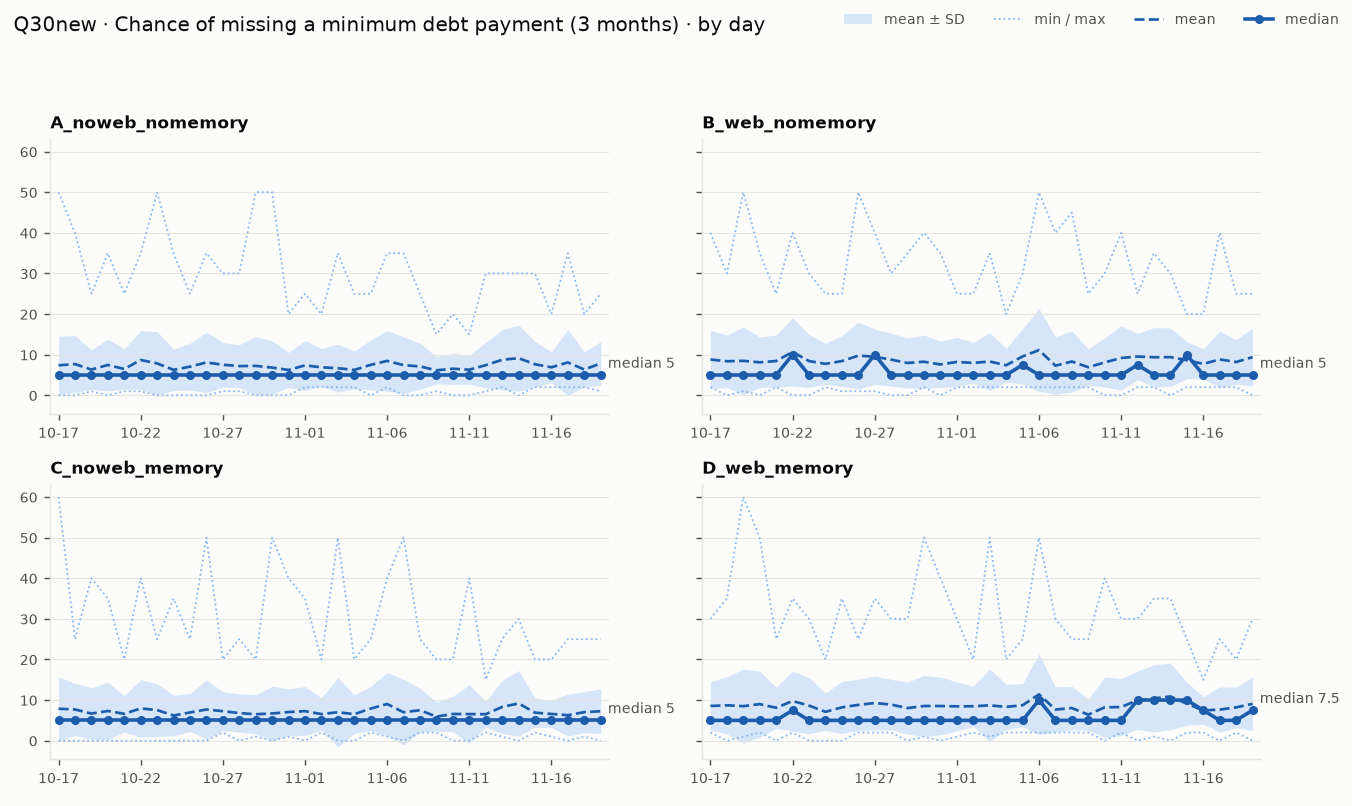 Q30new · Chance of missing a minimum debt payment (3 months) · by day
mean ± SD min / max mean median
A_noweb_nomemory
60
50
40
30
20
10
0
median 5
10-17 10-22 10-27 11-01 11-06 11-11 11-16
B_web_nomemory
median 5
10-17 10-22 10-27 11-01 11-06 11-11 11-16
C_noweb_memory
60
50
40
30
20
10
0
median 5
10-17 10-22 10-27 11-01 11-06 11-11 11-16
D_web_memory
median 7.5
10-17 10-22 10-27 11-01 11-06 11-11 11-16